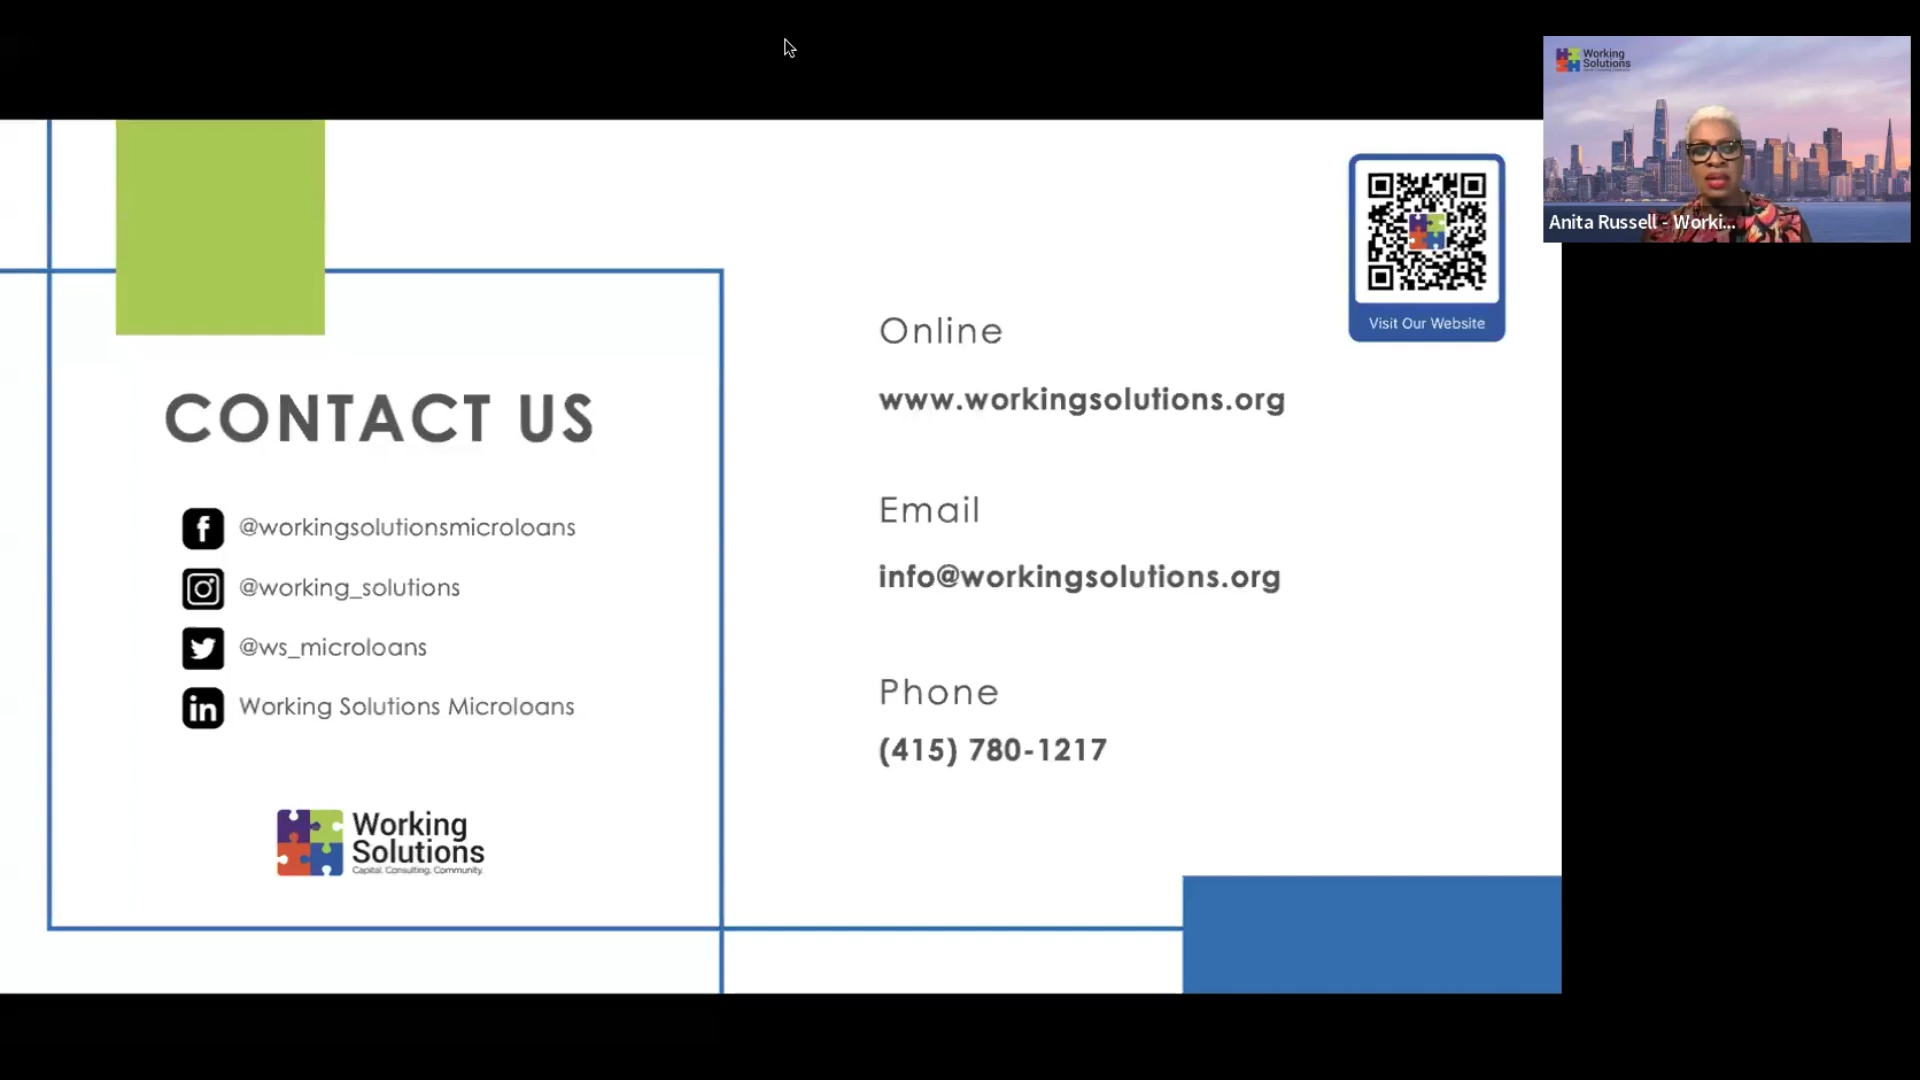 CONTACT US
@workingsolutionsmicroloans
@working_solutions
@ws_microloans
Working Solutions Microloans
Working
Solutions
Capital. Consulting. Community.
Online
www.workingsolutions.org
Email
info@workingsolutions.org
Phone
(415) 780-1217
Visit Our Website
Working
Solutions
Anita Russell - Worki...